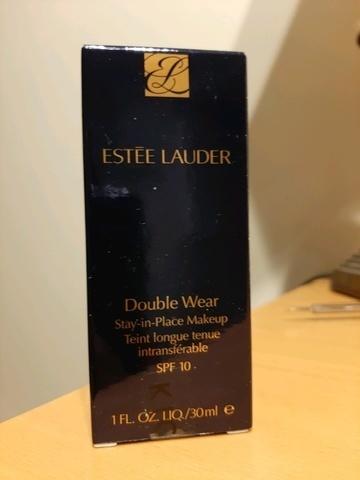 EL
ESTĒE LAUDER
Double Wear
Stay-in-Place Makeup
Teint longue tenue
intransférable
SPF 10
1 FL. OZ. LIQ./30ml ℮